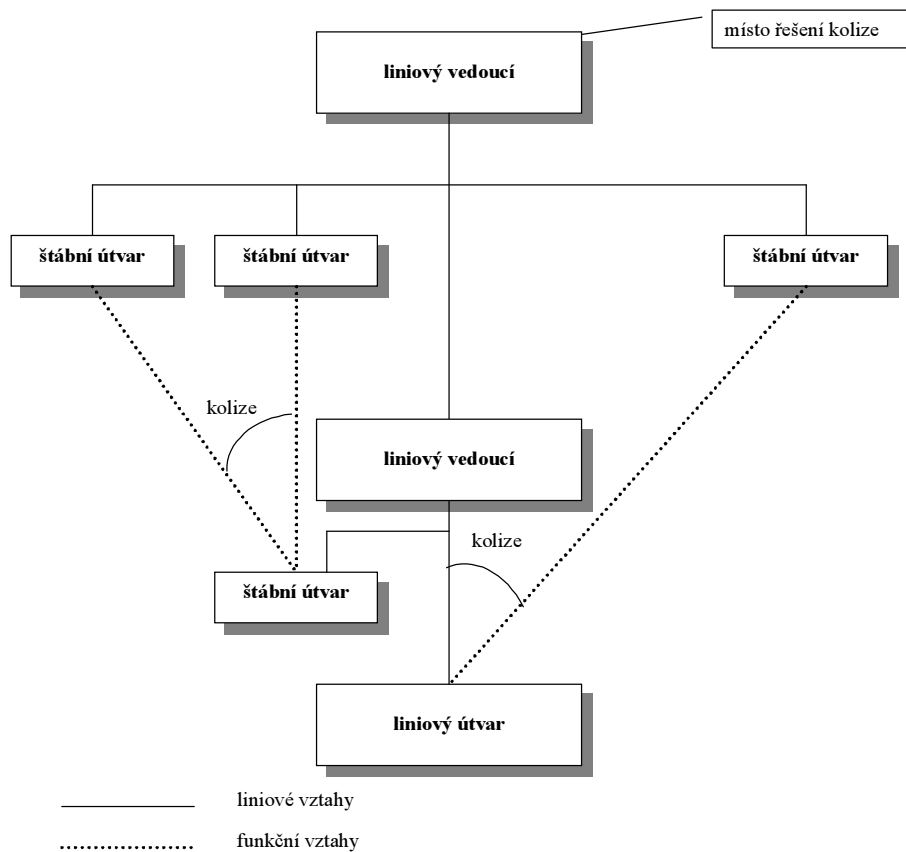 místo řešení kolize
liniový vedoucí
štábní útvar
štábní útvar
štábní útvar
kolize
liniový vedoucí
kolize
štábní útvar
liniový útvar
liniové vztahy
funkční vztahy